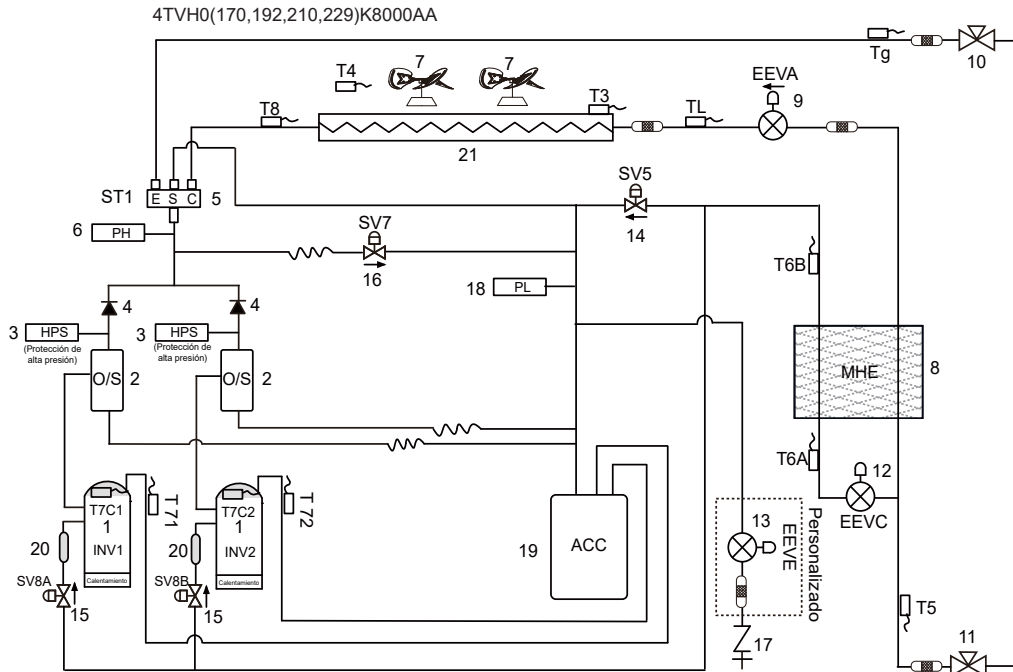 4TVH0(170,192,210,229)K8000AA
Tg
10
EEVA
9
7
7
T4
T3
TL
T8
21
ST1
E S C
5
SV5
14
6
PH
SV7
16
T6B
18
PL
4
4
3
HPS
(Protección de
alta presión)
3
HPS
(Protección de
alta presión)
O/S
2
O/S
2
MHE
8
T6A
12
EEVC
T7C1
1
INV1
Calentamiento
T71
T7C2
1
INV2
Calentamiento
T 72
20
20
SV8A
15
SV8B
15
19
ACC
13
EEVE
Personalizado
17
T5
11